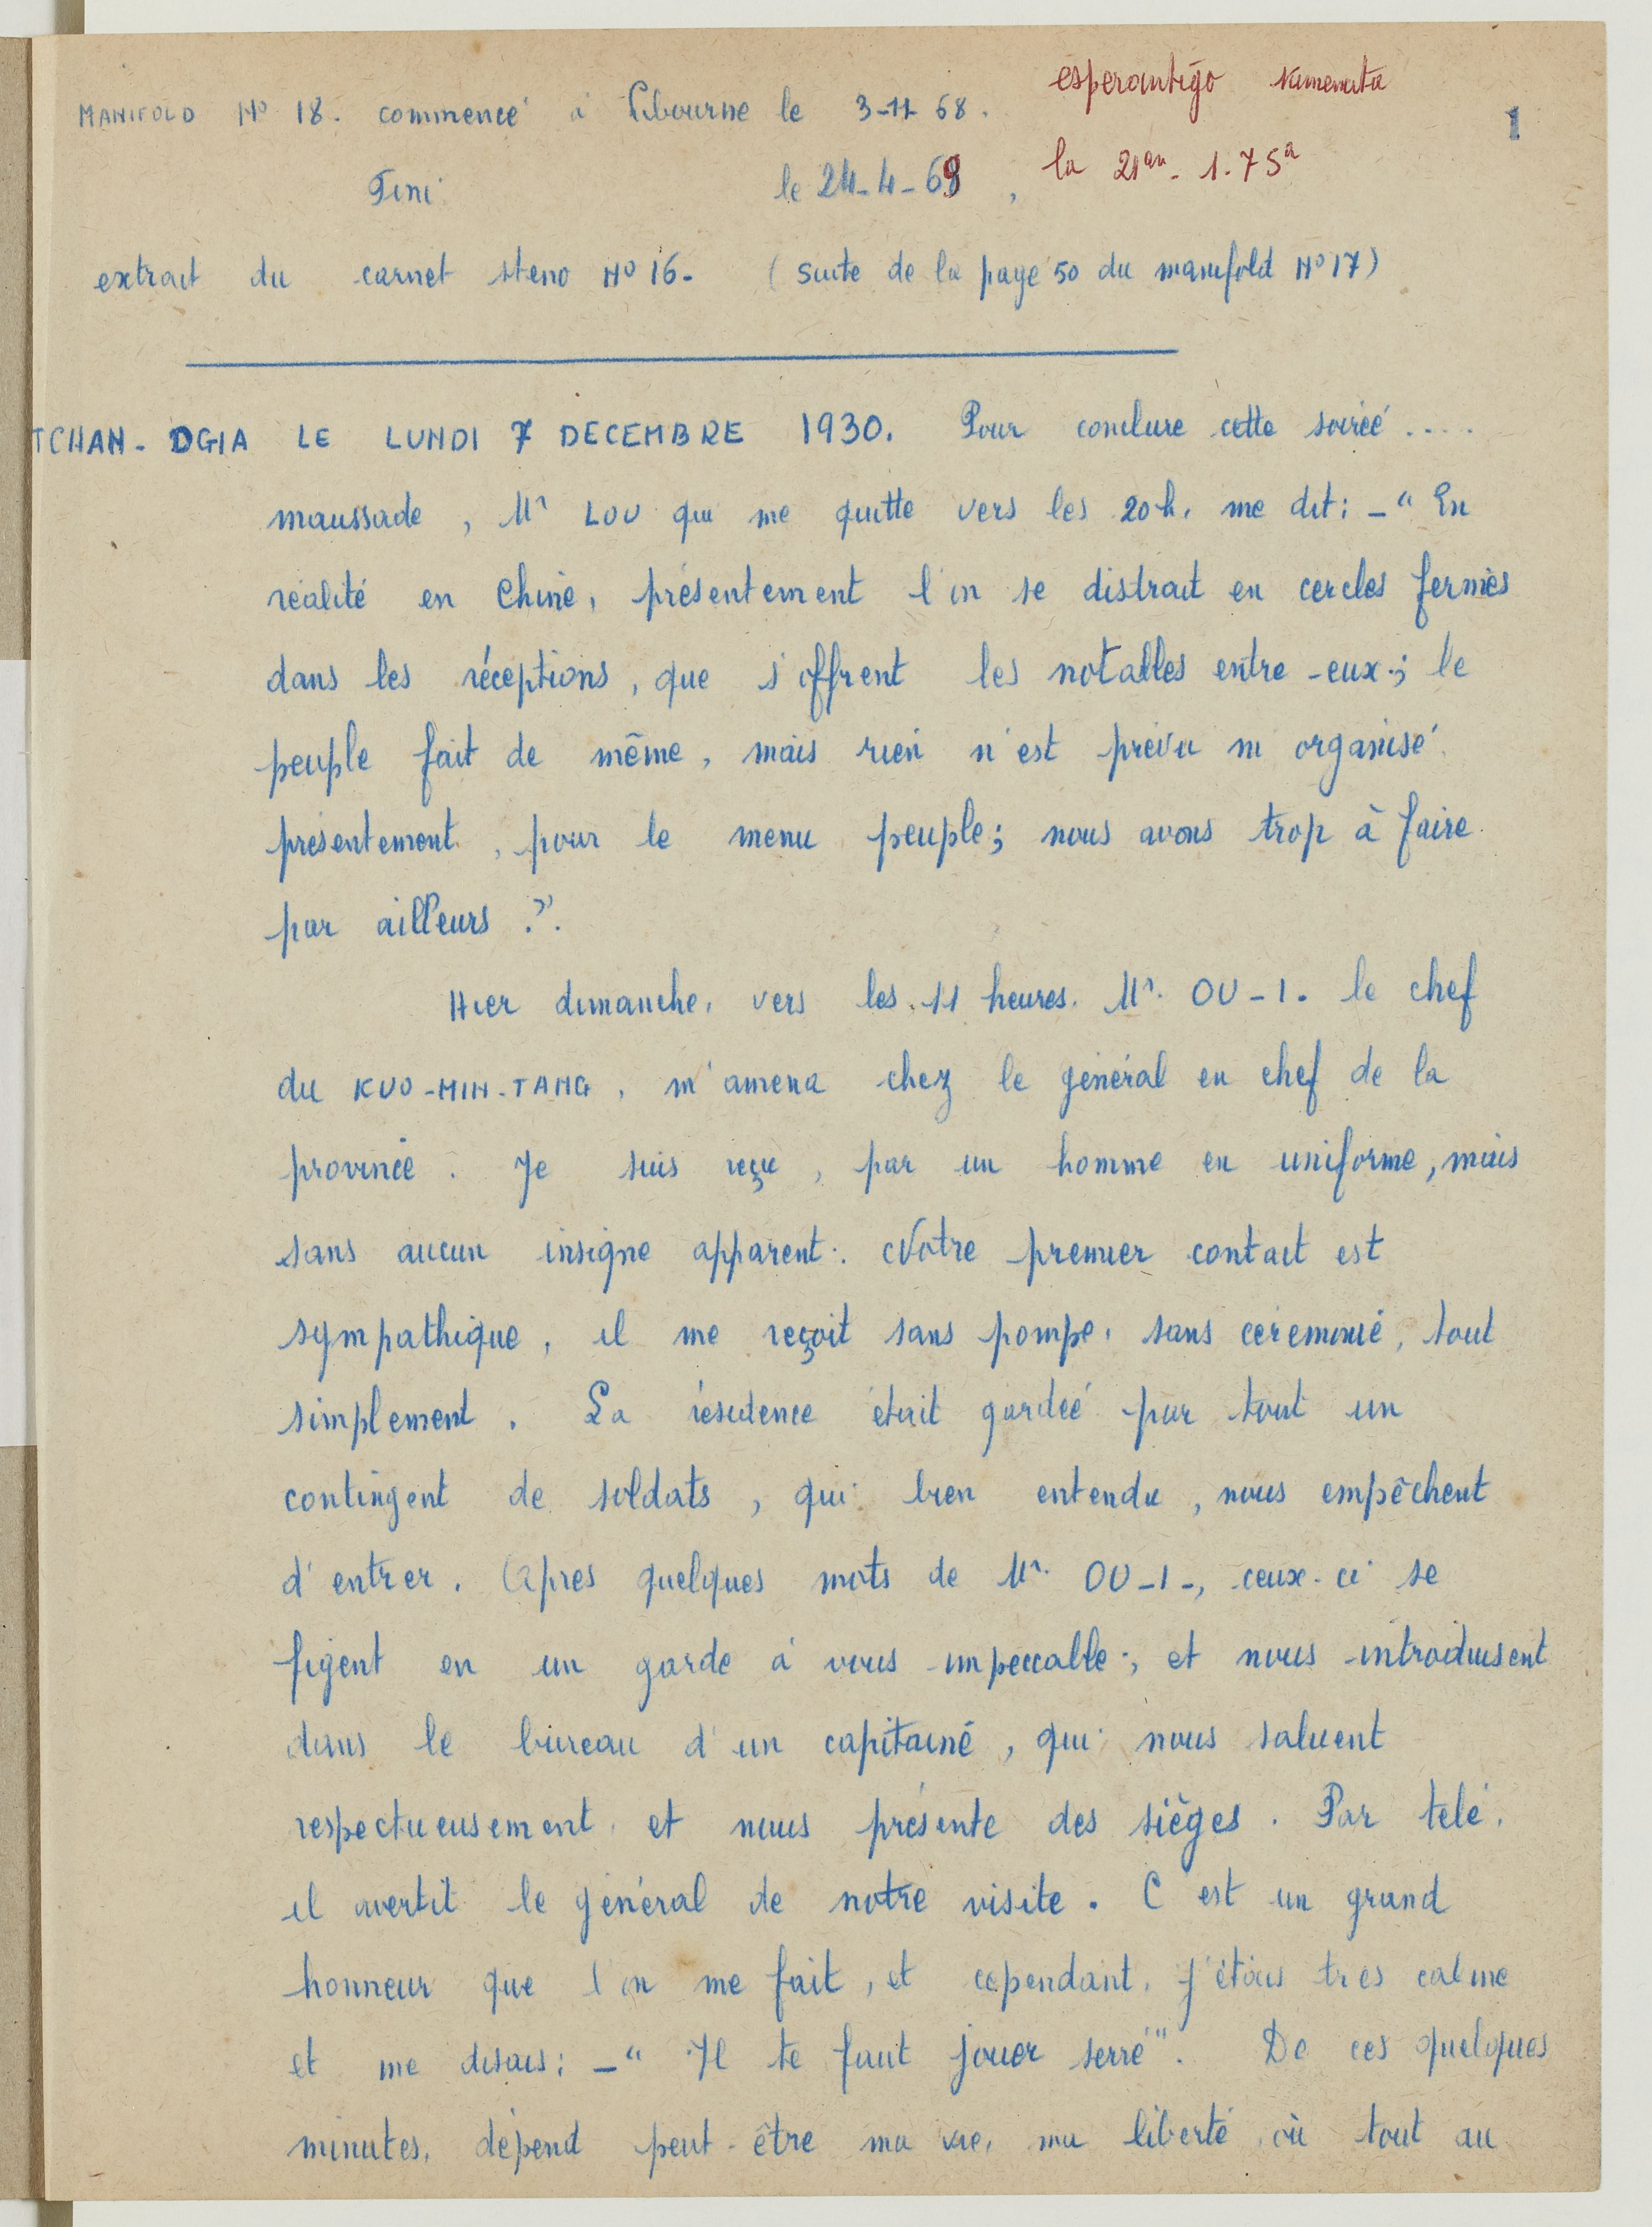 esperantigo
MANIFOLD Nº 18. commencé à Libourne le 3-11-68.
1
Fini le 24-4-69, la 21an - 1.75a
extrait du carnet steno Nº 16. (suite de la page 50 du manifold Nº 17)
TCHAN-DGIA LE LUNDI 7 DECEMBRE 1930. Pour conclure cette soirée ....
maussade, Mr LOU qui me quitte vers les 20h. me dit: - " En
réalité en Chine, présentement l'on se distrait en cercles fermés
dans les réceptions, que s'offrent les notables entre-eux; le
peuple fait de même, mais rien n'est prévu ni organisé
présentement, pour le menu peuple; nous avons trop à faire
par ailleurs ?".
Hier dimanche, vers les 11 heures. Mr. OU-I. le chef
du KUO-MIN-TANG, m'amena chez le général en chef de la
province. Je suis reçu, par un homme en uniforme, mais
sans aucun insigne apparent. Notre premier contact est
sympathique, il me reçoit sans pompe, sans cérémonie, tout
simplement. La résidence était gardée par tout un
contingent de soldats, qui bien entendu, nous empêchent
d'entrer. Apres quelques mots de Mr. OU-I-, ceux-ci se
figent en un garde à vous impeccable; et nous introduisent
dans le bureau d'un capitaine, qui nous saluent
respectueusement, et nous présente des sièges. Par télé.
il avertit le général de notre visite. C'est un grand
honneur que l'on me fait, et cependant, j'étais tres calme
et me disais: - " Il te faut jouer serré". De ces quelques
minutes, dépend peut-être ma vie, ma liberté, où tout au